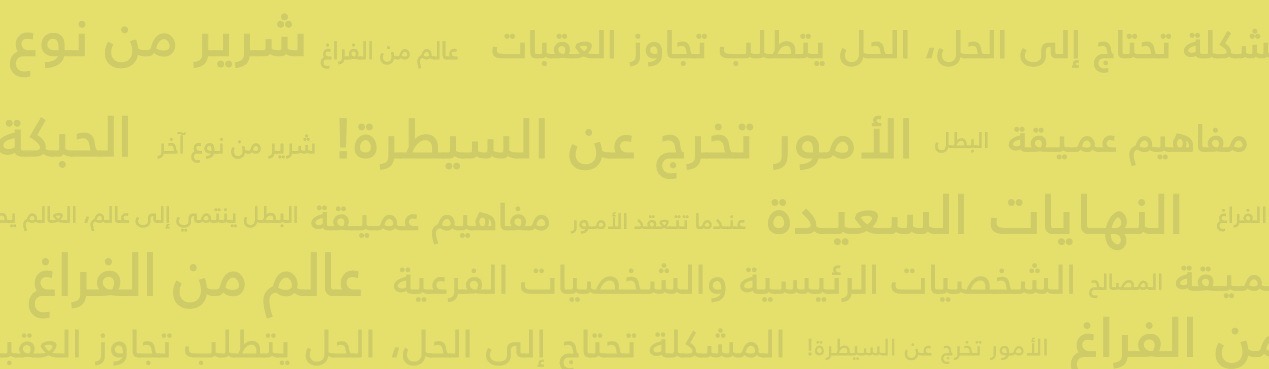 شكلة تحتاج إلى الحل، الحل يتطلب تجاوز العقبات عالم من الفراغ شرير من نوع
مفاهيم عميقة البطل الأمور تخرج عن السيطرة! شرير من نوع آخر الحبكة
الفراغ النهايات السعيدة عندما تتعقد الأمور مفاهيم عميقة البطل ينتمي إلى عالم، العالم
ميقة المصالح الشخصيات الرئيسية والشخصيات الفرعية عالم من الفراغ
من الفراغ الأمور تخرج عن السيطرة! المشكلة تحتاج إلى الحل، الحل يتطلب تجاوز العقب